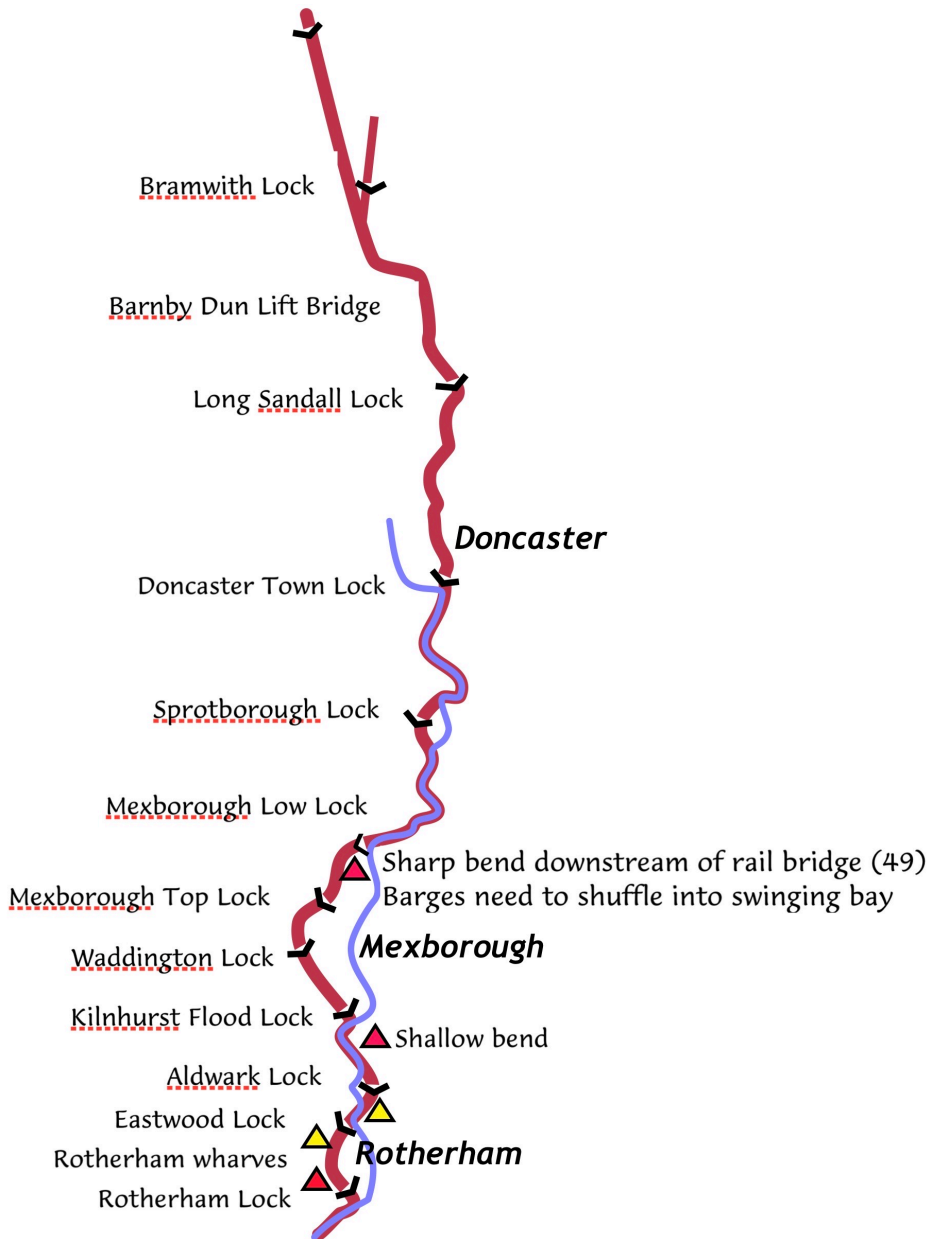 Bramwith Lock
Barnby Dun Lift Bridge
Long Sandall Lock
Doncaster
Doncaster Town Lock
Sprotborough Lock
Mexborough Low Lock
Sharp bend downstream of rail bridge (49)
Barges need to shuffle into swinging bay
Mexborough Top Lock
Mexborough
Waddington Lock
Kilnhurst Flood Lock
Shallow bend
Aldwark Lock
Eastwood Lock
Rotherham
Rotherham wharves
Rotherham Lock